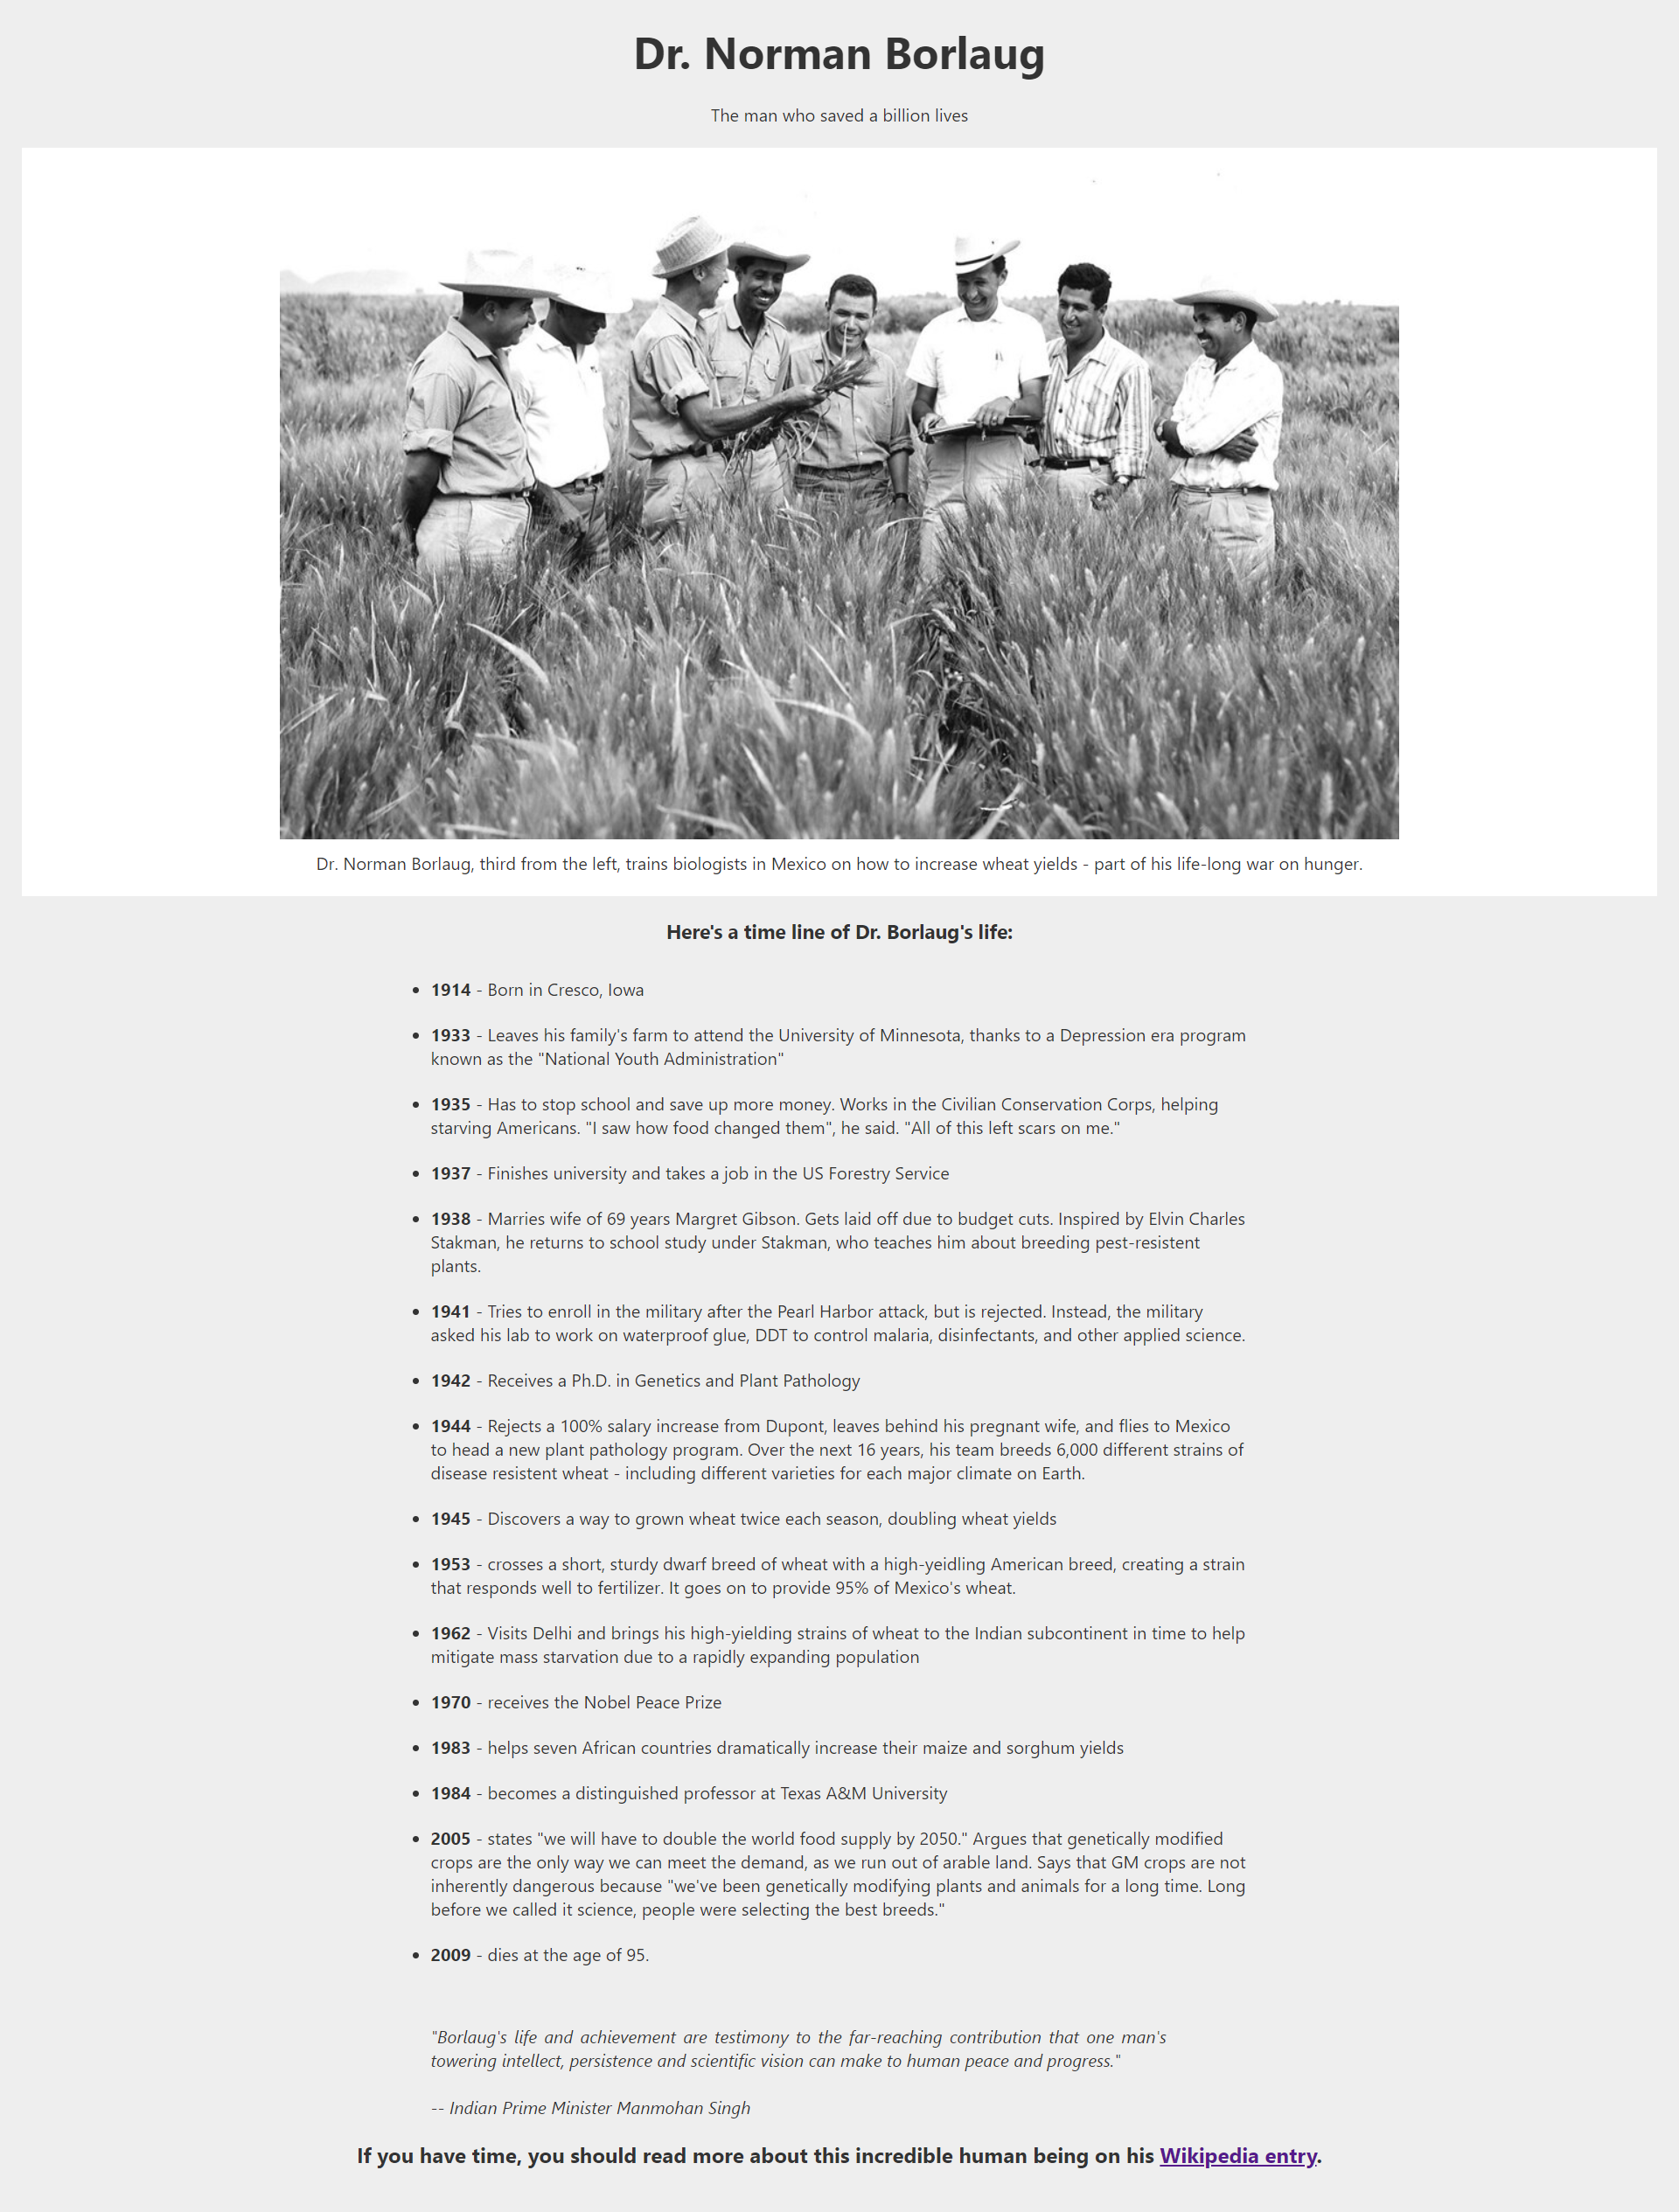 Dr. Norman Borlaug
The man who saved a billion lives
Dr. Norman Borlaug, third from the left, trains biologists in Mexico on how to increase wheat yields - part of his life-long war on hunger.
Here's a time line of Dr. Borlaug's life:
• 1914 - Born in Cresco, Iowa
• 1933 - Leaves his family's farm to attend the University of Minnesota, thanks to a Depression era program
known as the "National Youth Administration"
• 1935 - Has to stop school and save up more money. Works in the Civilian Conservation Corps, helping
starving Americans. "I saw how food changed them", he said. "All of this left scars on me."
• 1937 - Finishes university and takes a job in the US Forestry Service
• 1938 - Marries wife of 69 years Margret Gibson. Gets laid off due to budget cuts. Inspired by Elvin Charles
Stakman, he returns to school study under Stakman, who teaches him about breeding pest-resistent
plants.
• 1941 - Tries to enroll in the military after the Pearl Harbor attack, but is rejected. Instead, the military
asked his lab to work on waterproof glue, DDT to control malaria, disinfectants, and other applied science.
• 1942 - Receives a Ph.D. in Genetics and Plant Pathology
• 1944 - Rejects a 100% salary increase from Dupont, leaves behind his pregnant wife, and flies to Mexico
to head a new plant pathology program. Over the next 16 years, his team breeds 6,000 different strains of
disease resistent wheat - including different varieties for each major climate on Earth.
• 1945 - Discovers a way to grown wheat twice each season, doubling wheat yields
• 1953 - crosses a short, sturdy dwarf breed of wheat with a high-yeidling American breed, creating a strain
that responds well to fertilizer. It goes on to provide 95% of Mexico's wheat.
• 1962 - Visits Delhi and brings his high-yielding strains of wheat to the Indian subcontinent in time to help
mitigate mass starvation due to a rapidly expanding population
• 1970 - receives the Nobel Peace Prize
• 1983 - helps seven African countries dramatically increase their maize and sorghum yields
• 1984 - becomes a distinguished professor at Texas A&M University
• 2005 - states "we will have to double the world food supply by 2050." Argues that genetically modified
crops are the only way we can meet the demand, as we run out of arable land. Says that GM crops are not
inherently dangerous because "we've been genetically modifying plants and animals for a long time. Long
before we called it science, people were selecting the best breeds."
• 2009 - dies at the age of 95.
"Borlaug's life and achievement are testimony to the far-reaching contribution that one man's
towering intellect, persistence and scientific vision can make to human peace and progress."
-- Indian Prime Minister Manmohan Singh
If you have time, you should read more about this incredible human being on his Wikipedia entry.